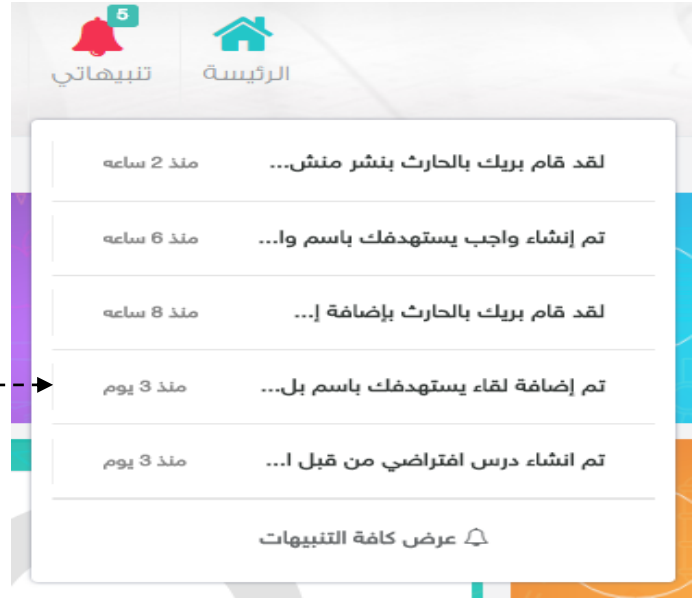 5
الرئيسة
تنبيهاتي
لقد قام بريك بالحارث بنشر منش... منذ 2 ساعه
تم إنشاء واجب يستهدفك باسم وا... منذ 6 ساعه
لقد قام بريك بالحارث بإضافة إ... منذ 8 ساعه
تم إضافة لقاء يستهدفك باسم بل... منذ 3 يوم
تم انشاء درس افتراضي من قبل ا... منذ 3 يوم
عرض كافة التنبيهات